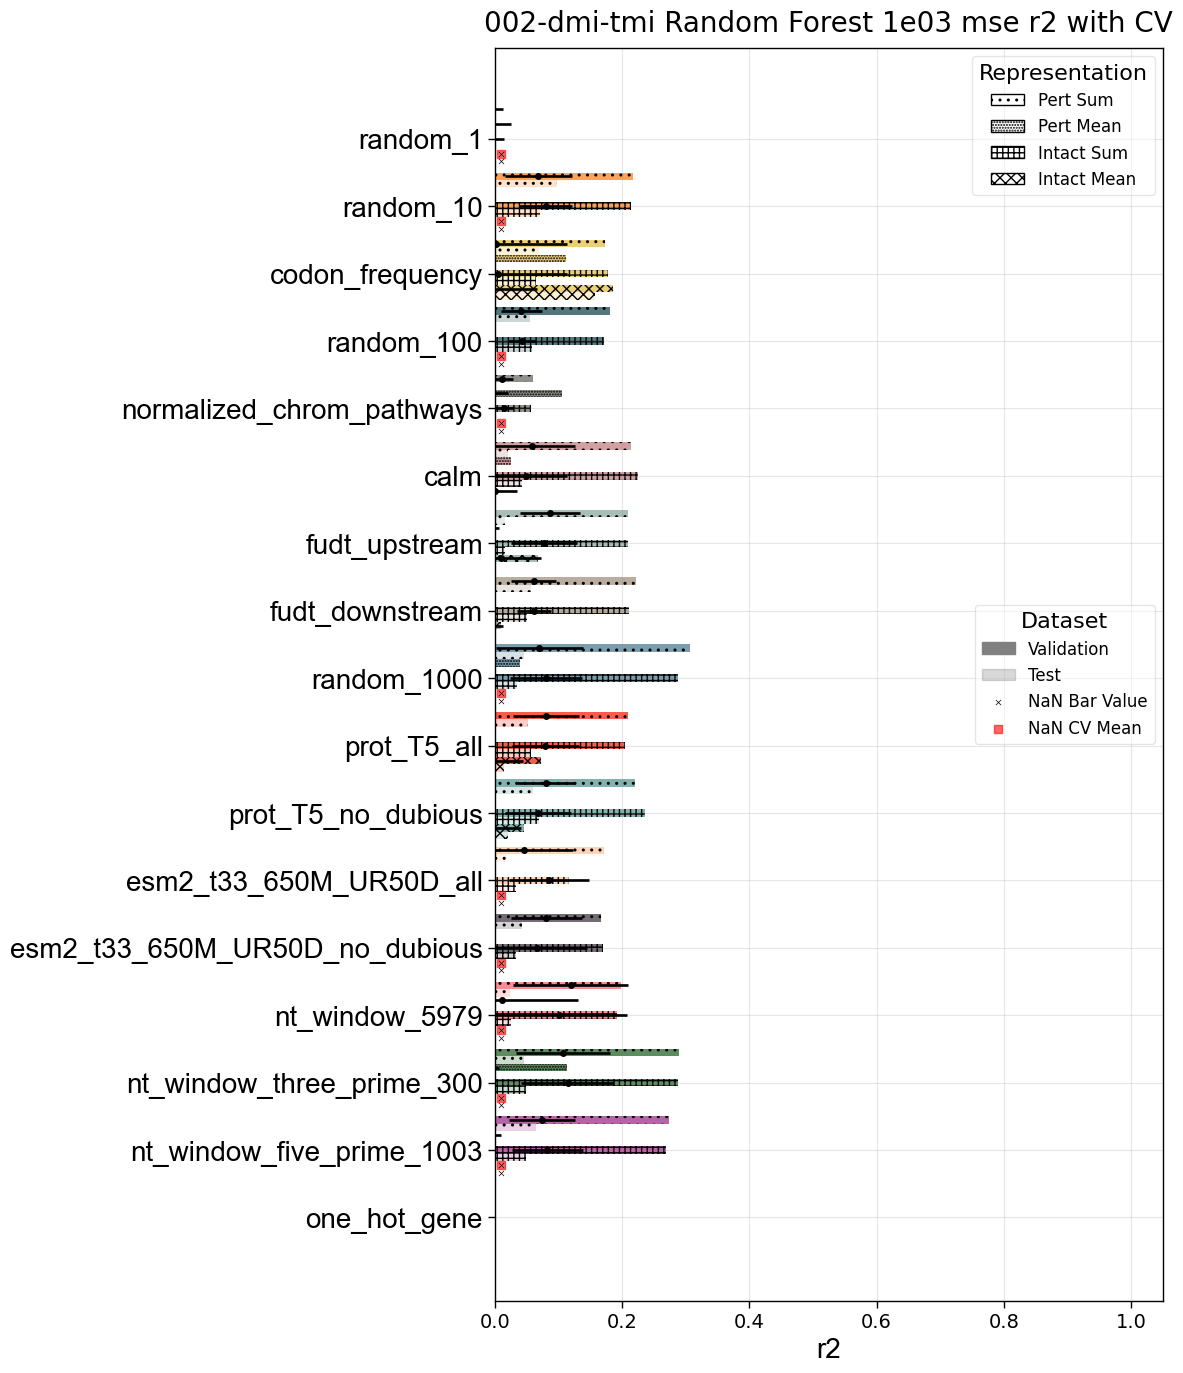 002-dmi-tmi Random Forest 1e03 mse r2 with CV
Representation
Pert Sum
Pert Mean
Intact Sum
Intact Mean
random_1
random_10
codon_frequency
random_100
normalized_chrom_pathways
calm
fudt_upstream
fudt_downstream
Dataset
Validation
Test
NaN Bar Value
NaN CV Mean
random_1000
prot_T5_all
prot_T5_no_dubious
esm2_t33_650M_UR50D_all
esm2_t33_650M_UR50D_no_dubious
nt_window_5979
nt_window_three_prime_300
nt_window_five_prime_1003
one_hot_gene
0.0 0.2 0.4 0.6 0.8 1.0
r2